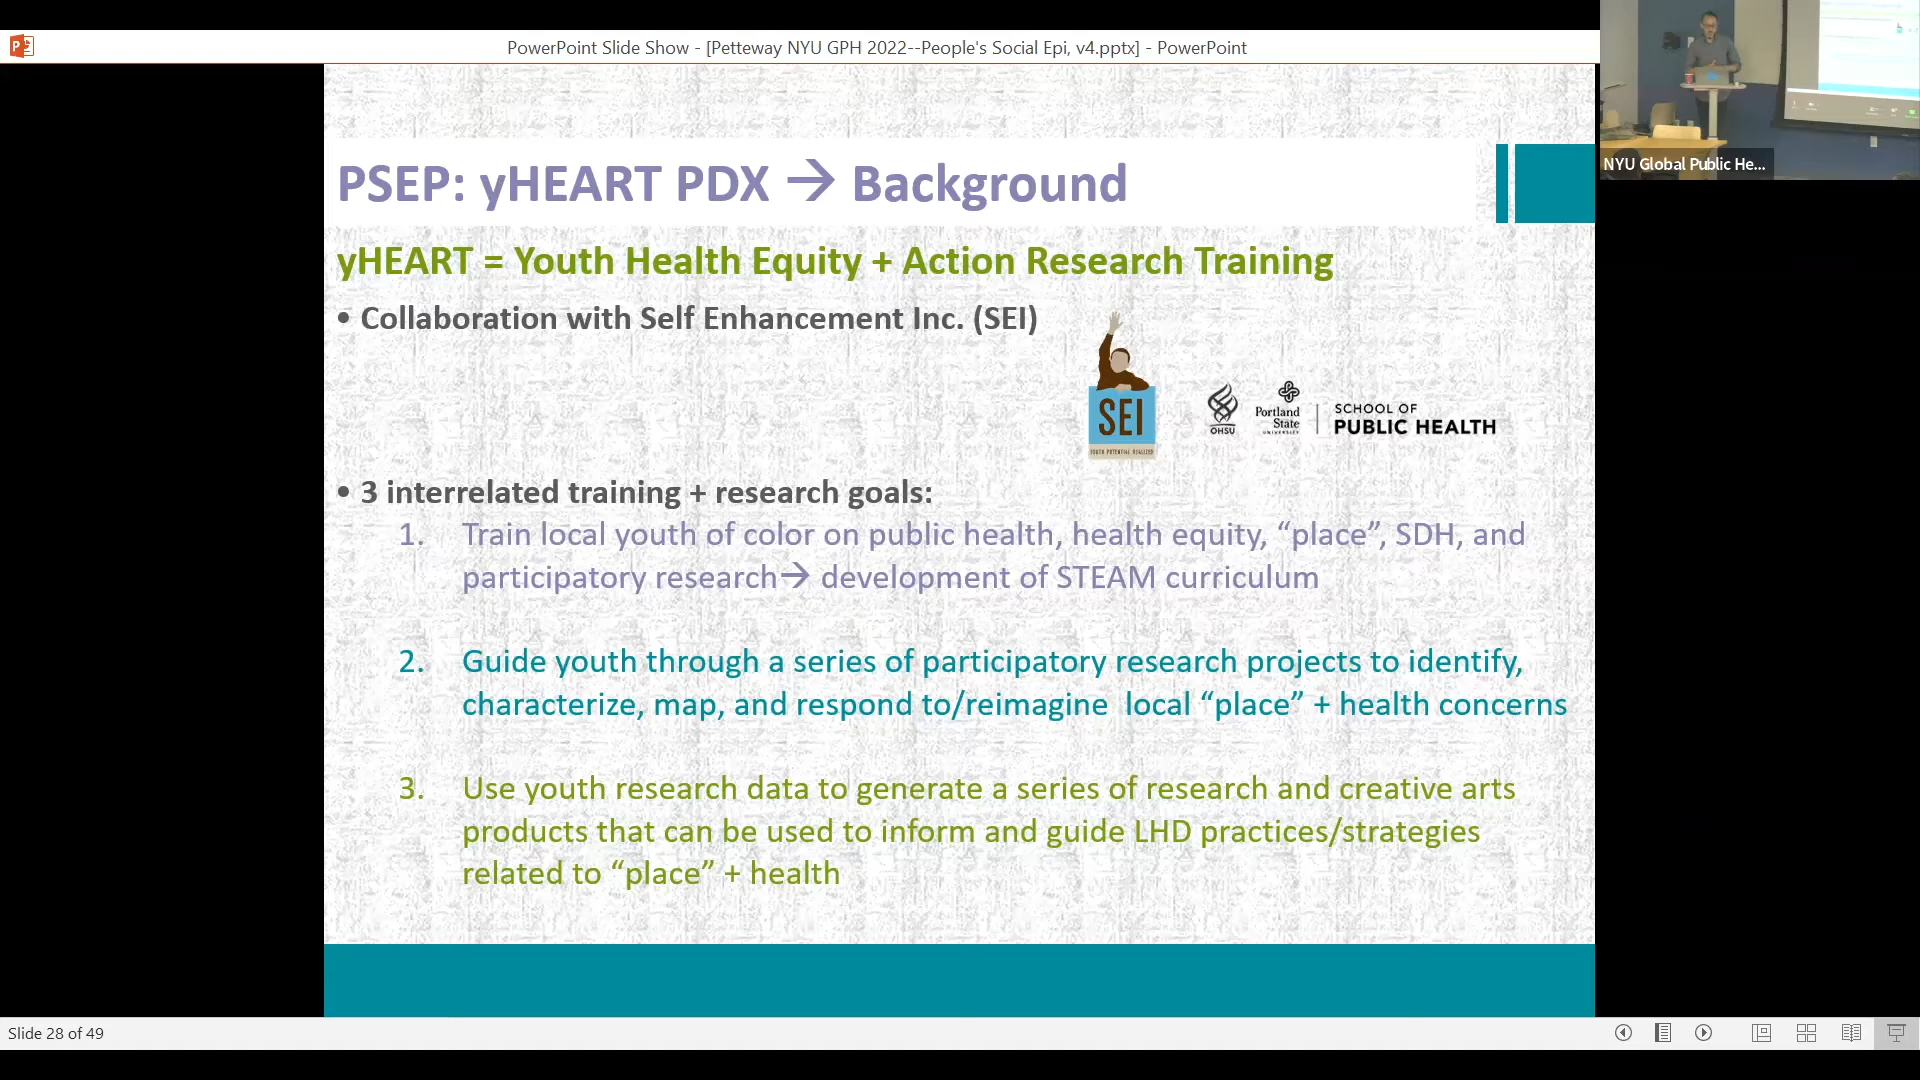 PowerPoint Slide Show - [Petteway NYU GPH 2022--People's Social Epi, v4.pptx] - PowerPoint
NYU Global Public He...
PSEP: yHEART PDX → Background
yHEART = Youth Health Equity + Action Research Training
• Collaboration with Self Enhancement Inc. (SEI)
SEI
YOUTH POTENTIAL REALIZED
OHSU
Portland
State
UNIVERSITY
SCHOOL OF
PUBLIC HEALTH
• 3 interrelated training + research goals:
1. Train local youth of color on public health, health equity, “place”, SDH, and
participatory research→ development of STEAM curriculum
2. Guide youth through a series of participatory research projects to identify,
characterize, map, and respond to/reimagine local “place” + health concerns
3. Use youth research data to generate a series of research and creative arts
products that can be used to inform and guide LHD practices/strategies
related to “place” + health
Slide 28 of 49